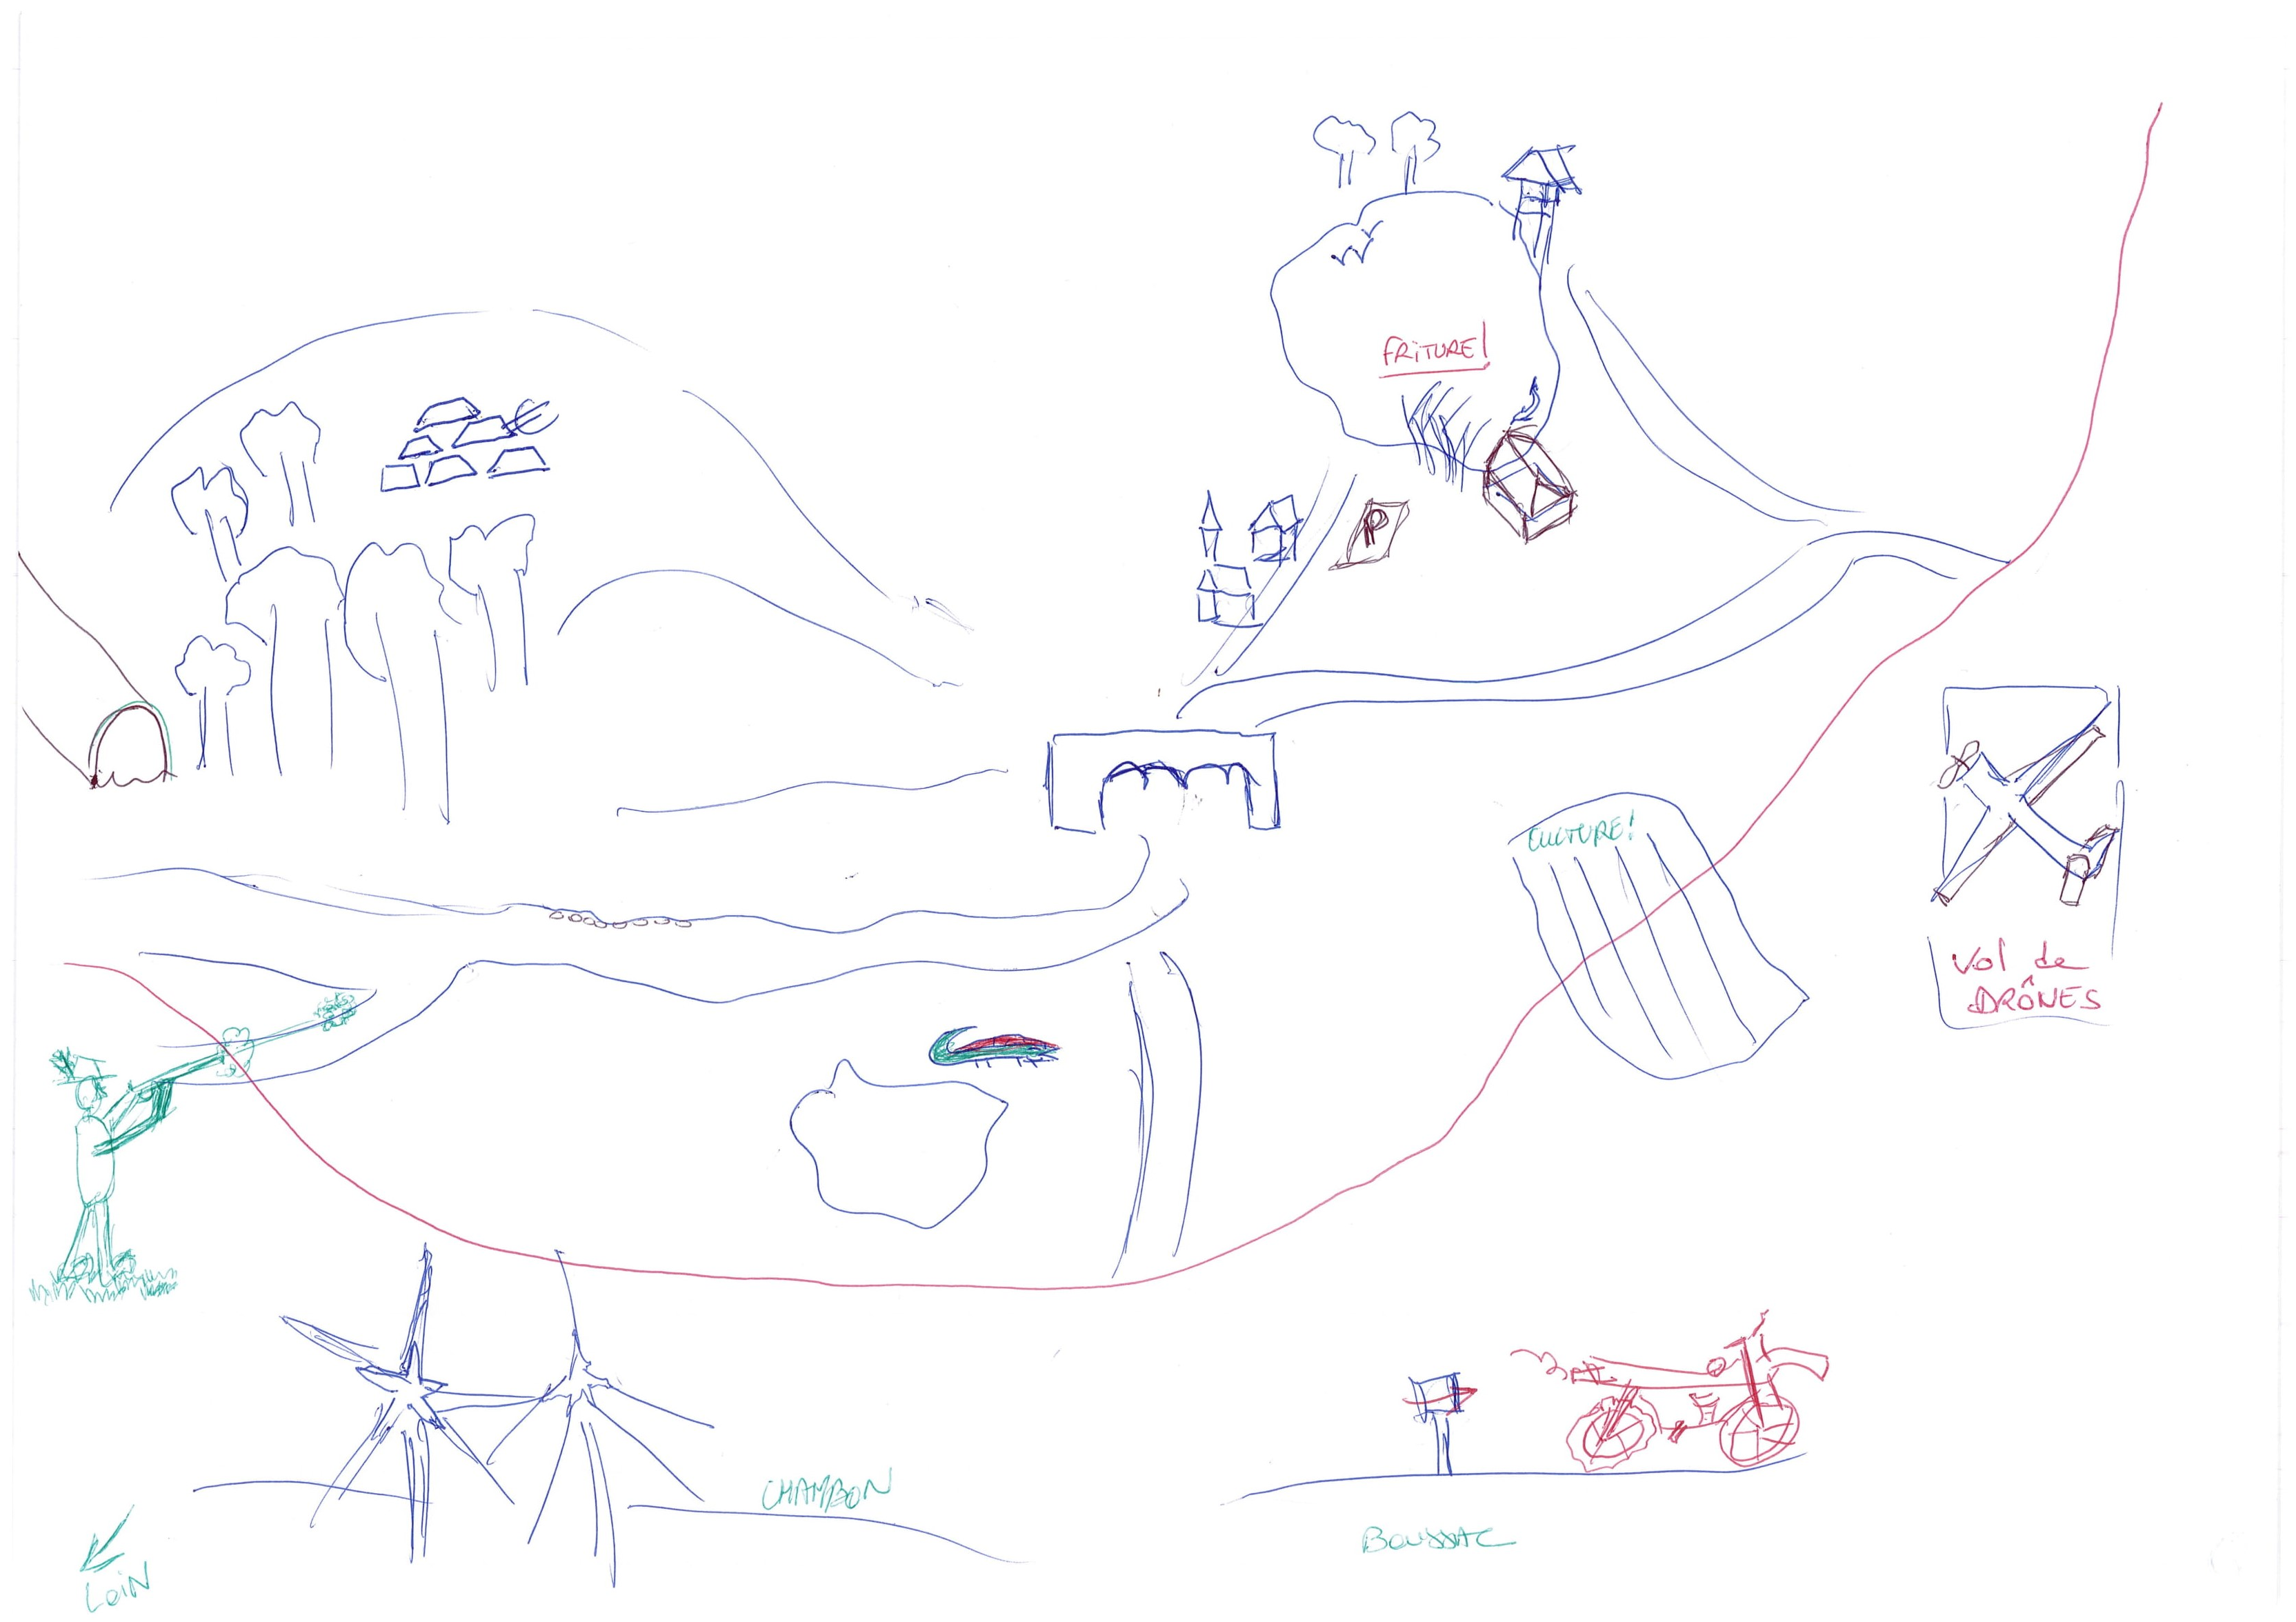 FRITURE!
P
CULTURE!
Vol de
DRÔNES
CHAMBON
BOUSSAC
LOIN